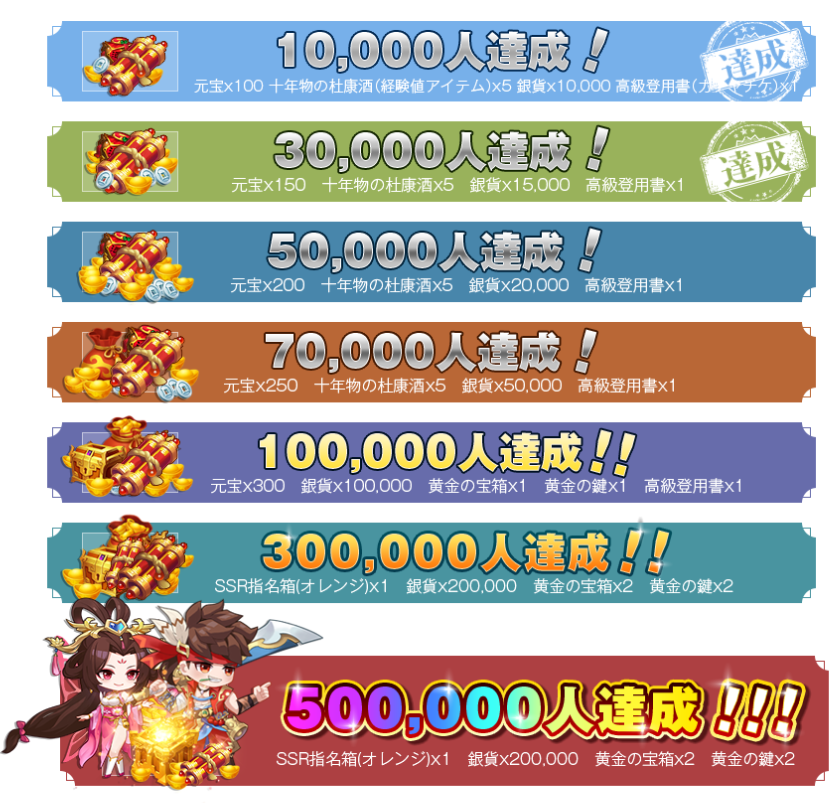 10,000人達成！
達成
元宝x100 十年物の杜康酒(経験値アイテム)x5 銀貨x10,000 高級登用書(ガチャチケ)x1
30,000人達成！
達成
元宝x150　十年物の杜康酒x5　銀貨x15,000　高級登用書x1
50,000人達成！
元宝x200　十年物の杜康酒x5　銀貨x20,000　高級登用書x1
70,000人達成！
元宝x250　十年物の杜康酒x5　銀貨x50,000　高級登用書x1
100,000人達成！！
元宝x300　銀貨x100,000　黄金の宝箱x1　黄金の鍵x1　高級登用書x1
300,000人達成！！
SSR指名箱(オレンジ)x1　銀貨x200,000　黄金の宝箱x2　黄金の鍵x2
500,000人達成！！！
SSR指名箱(オレンジ)x1　銀貨x200,000　黄金の宝箱x2　黄金の鍵x2